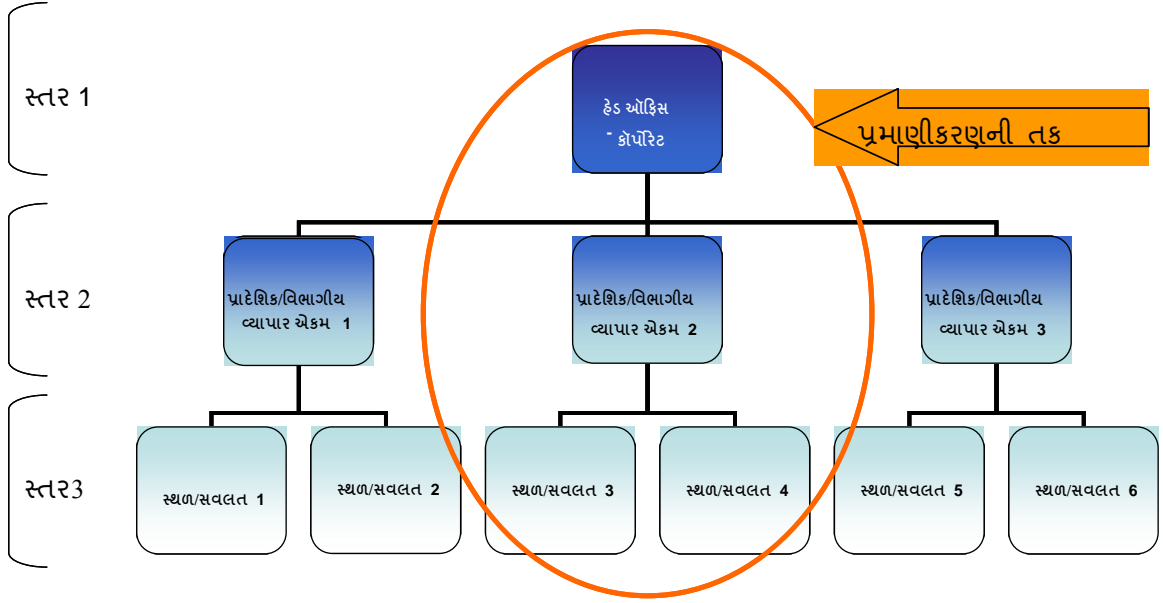 સ્તર 1
હેડ ઑફિસ
- કૉર્પોરેટ
પ્રમાણીકરણની તક
સ્તર 2
પ્રાદેશિક/વિભાગીય
વ્યાપાર એકમ 1
પ્રાદેશિક/વિભાગીય
વ્યાપાર એકમ 2
પ્રાદેશિક/વિભાગીય
વ્યાપાર એકમ 3
સ્તર3
સ્થળ/સવલત 1
સ્થળ/સવલત 2
સ્થળ/સવલત 3
સ્થળ/સવલત 4
સ્થળ/સવલત 5
સ્થળ/સવલત 6